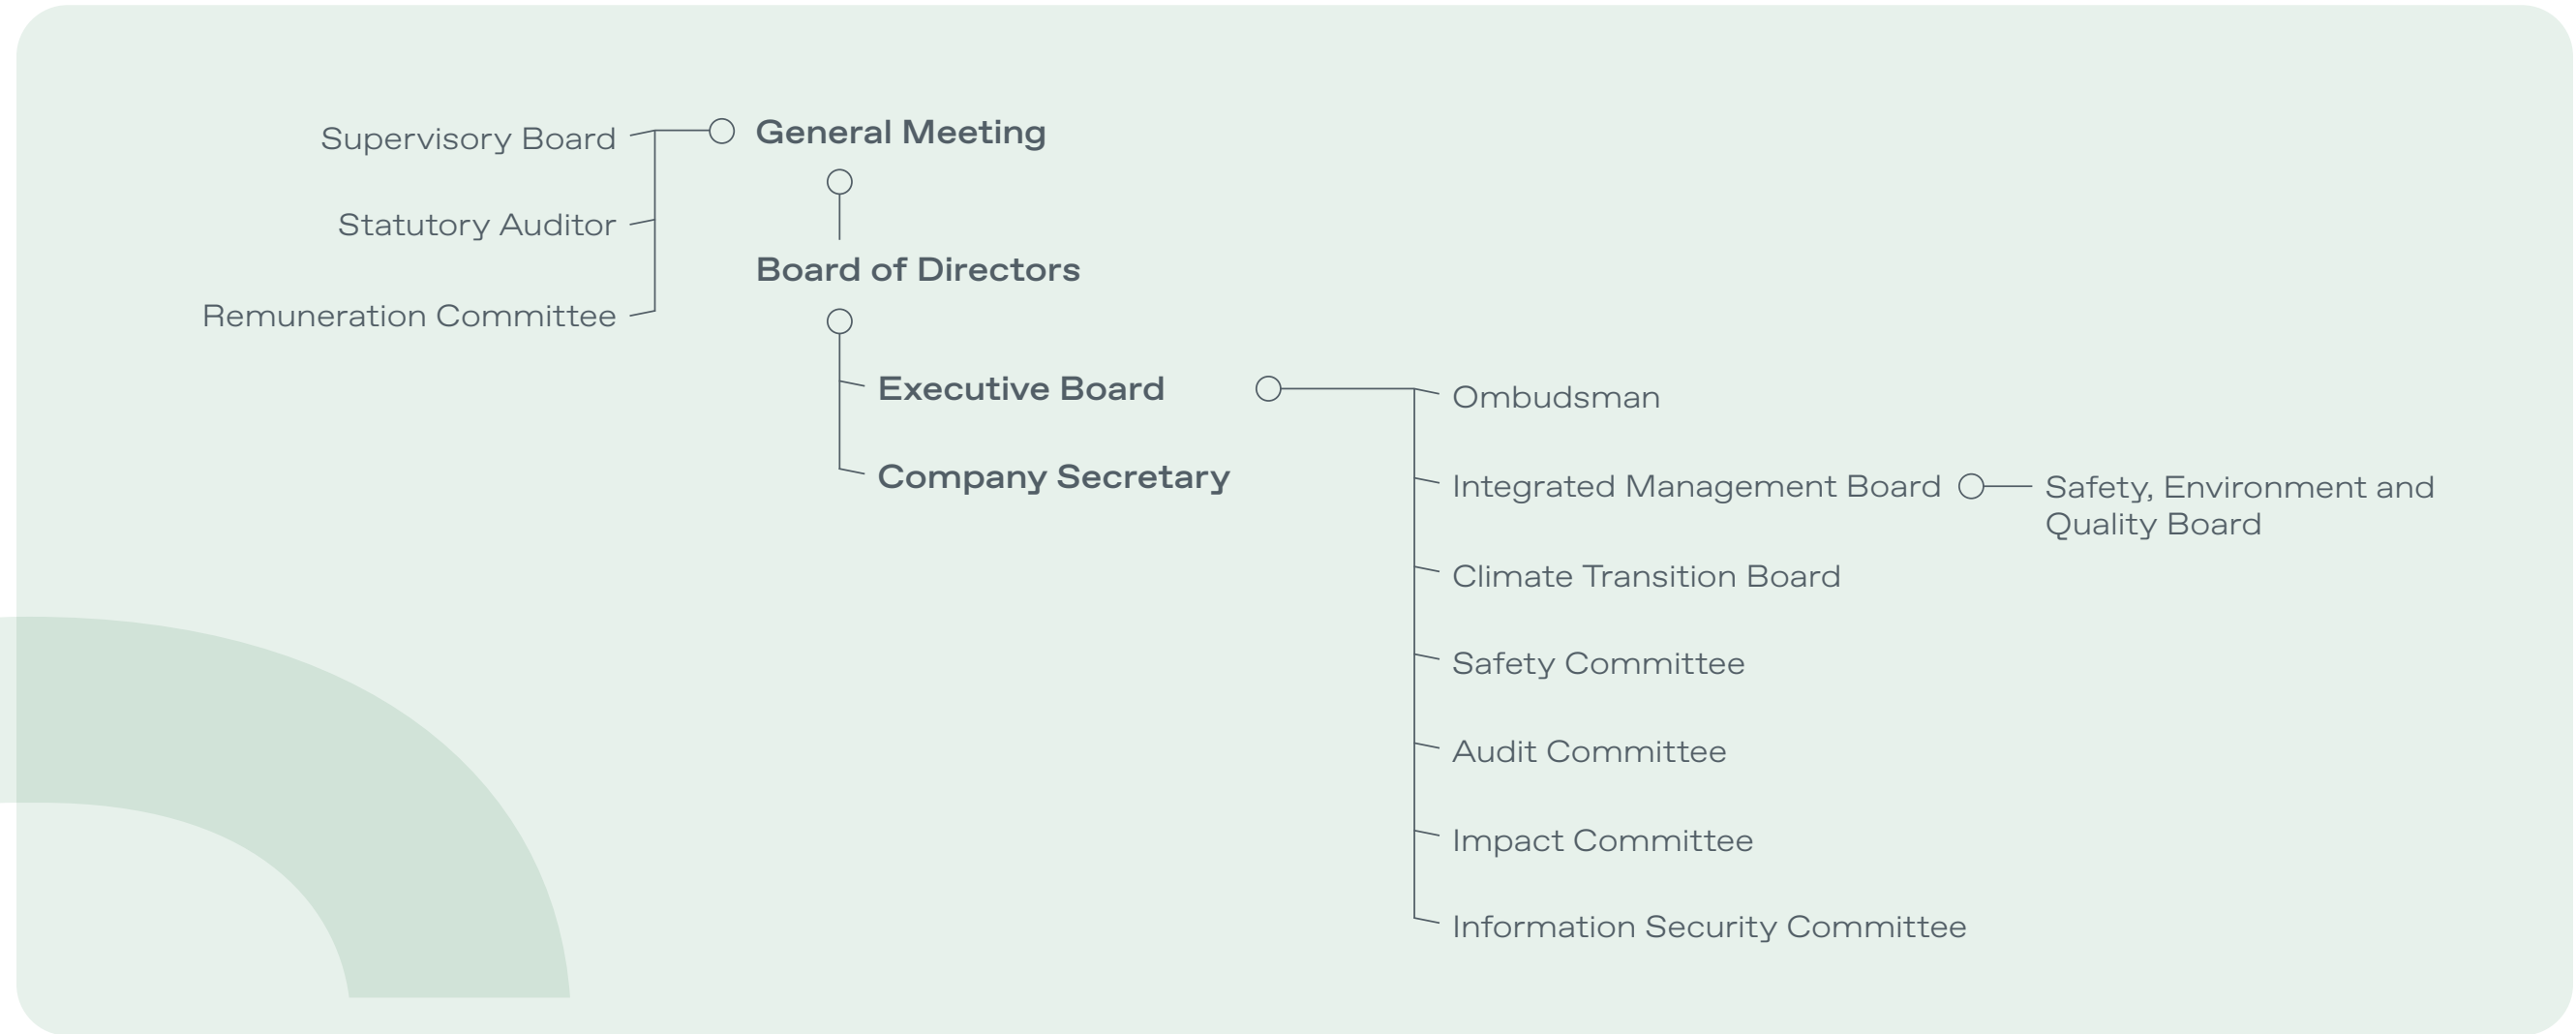 General Meeting
Supervisory Board
Statutory Auditor
Remuneration Committee
Board of Directors
Executive Board
Company Secretary
Ombudsman
Integrated Management Board
Safety, Environment and
Quality Board
Climate Transition Board
Safety Committee
Audit Committee
Impact Committee
Information Security Committee